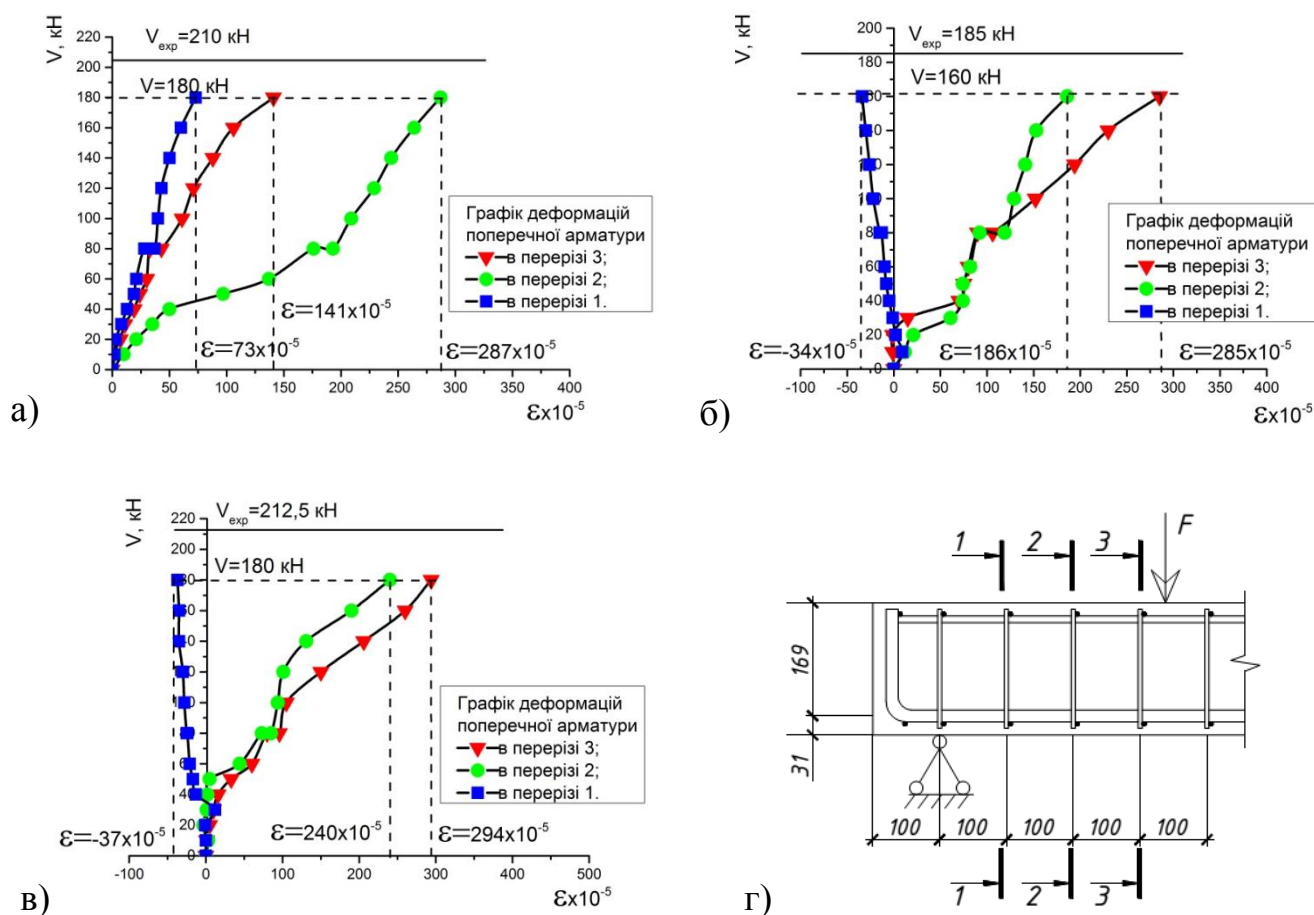 V, кН
V_exp=210 кН
V=180 кН
220
200
180
160
140
120
100
80
60
40
20
0
Графік деформацій
поперечної арматури
в перерізі 3;
в перерізі 2;
в перерізі 1.
ε=141x10⁻⁵
ε=73x10⁻⁵
ε=287x10⁻⁵
0 50 100 150 200 250 300 350 400
εx10⁻⁵
а)
V, кН
V_exp=185 кН
V=160 кН
200
180
80
20
0
Графік деформацій
поперечної арматури
в перерізі 3;
в перерізі 2;
в перерізі 1.
ε=-34x10⁻⁵
ε=186x10⁻⁵
ε=285x10⁻⁵
-100 -50 0 50 100 150 200 250 300 350 400
εx10⁻⁵
б)
V, кН
V_exp=212,5 кН
V=180 кН
220
200
Графік деформацій
поперечної арматури
в перерізі 3;
в перерізі 2;
в перерізі 1.
ε=-37x10⁻⁵
ε=240x10⁻⁵
ε=294x10⁻⁵
-100 0 100 200 300 400 500
εx10⁻⁵
в)
1 2 3 F
169
31
100 100 100 100 100
1 2 3
г)